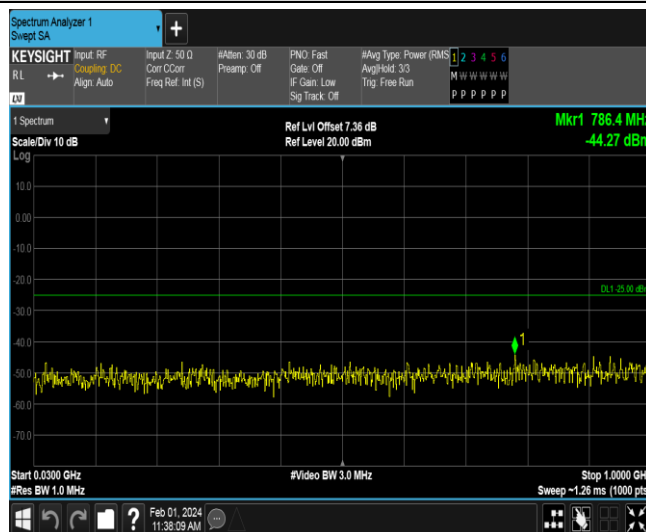 Spectrum Analyzer 1
Swept SA
KEYSIGHT
RL
LXI
Input: RF
Coupling: DC
Align: Auto
Input Z: 50 Ω
Corr CCorr
Freq Ref: Int (S)
#Atten: 30 dB
Preamp: Off
PNO: Fast
Gate: Off
IF Gain: Low
Sig Track: Off
#Avg Type: Power (RMS
Avg|Hold: 3/3
Trig: Free Run
1 2 3 4 5 6
M W W W W W
P P P P P P
1 Spectrum
Scale/Div 10 dB
Log
Ref Lvl Offset 7.36 dB
Ref Level 20.00 dBm
Mkr1 786.4 MHz
-44.27 dBm
10.0
0.00
-10.0
-20.0
DL1 -25.00 dBm
-30.0
-40.0
1
-50.0
-60.0
-70.0
Start 0.0300 GHz
#Res BW 1.0 MHz
#Video BW 3.0 MHz
Stop 1.0000 GHz
Sweep ~1.26 ms (1000 pts
?
Feb 01, 2024
11:38:09 AM